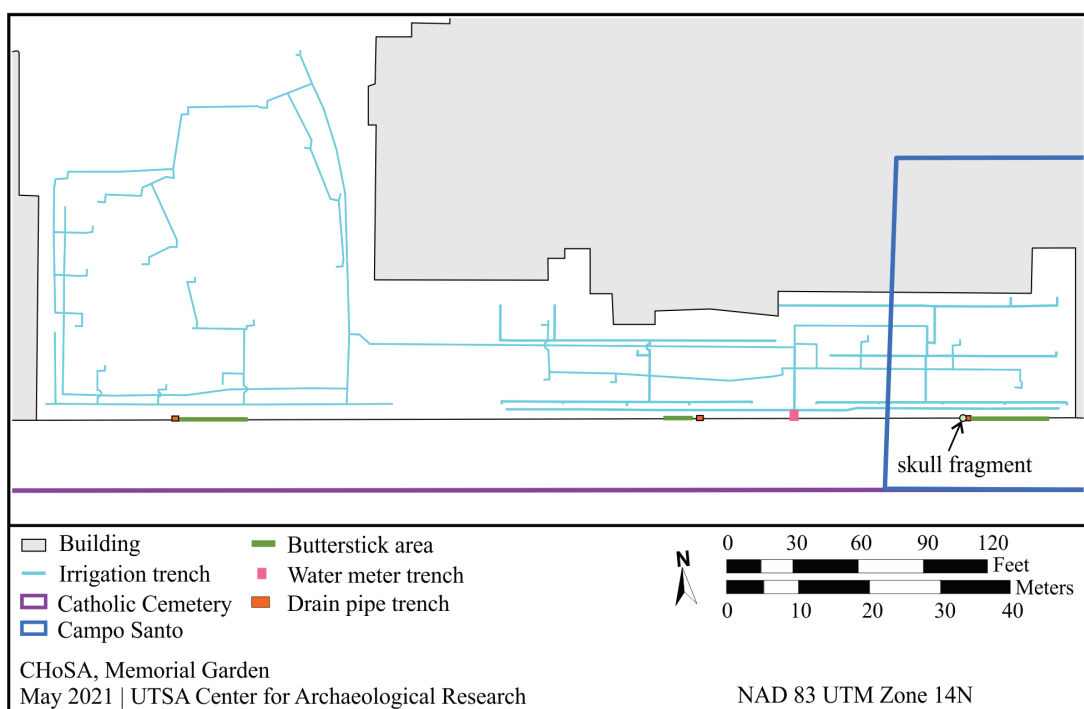 skull fragment
Building
Irrigation trench
Catholic Cemetery
Campo Santo
Butterstick area
Water meter trench
Drain pipe trench
N
0 30 60 90 120
Feet
Meters
0 10 20 30 40
CHoSA, Memorial Garden
May 2021 | UTSA Center for Archaeological Research
NAD 83 UTM Zone 14N